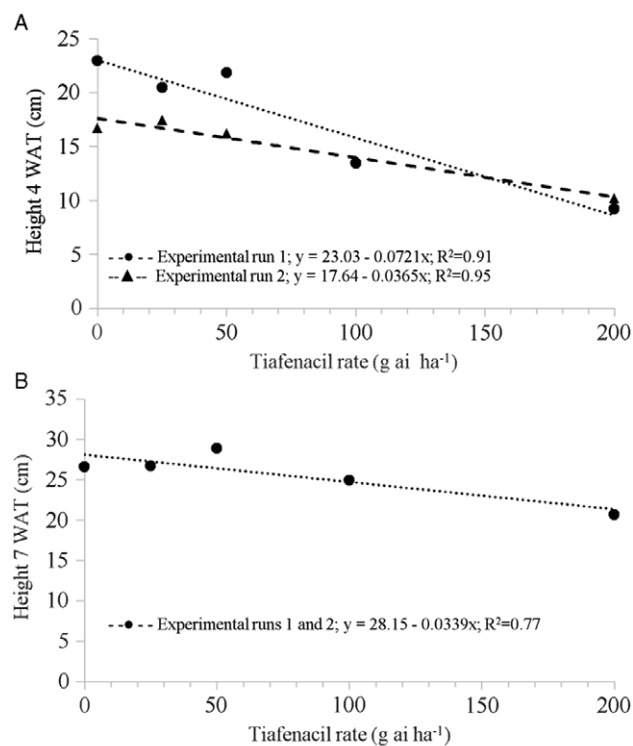 A
25
20
15
10
5
0
Height 4 WAT (cm)
Experimental run 1; y = 23.03 - 0.0721x; R²=0.91
Experimental run 2; y = 17.64 - 0.0365x; R²=0.95
0 50 100 150 200
Tiafenacil rate (g ai ha⁻¹)
B
35
30
25
20
15
10
5
0
Height 7 WAT (cm)
Experimental runs 1 and 2; y = 28.15 - 0.0339x; R²=0.77
0 50 100 150 200
Tiafenacil rate (g ai ha⁻¹)